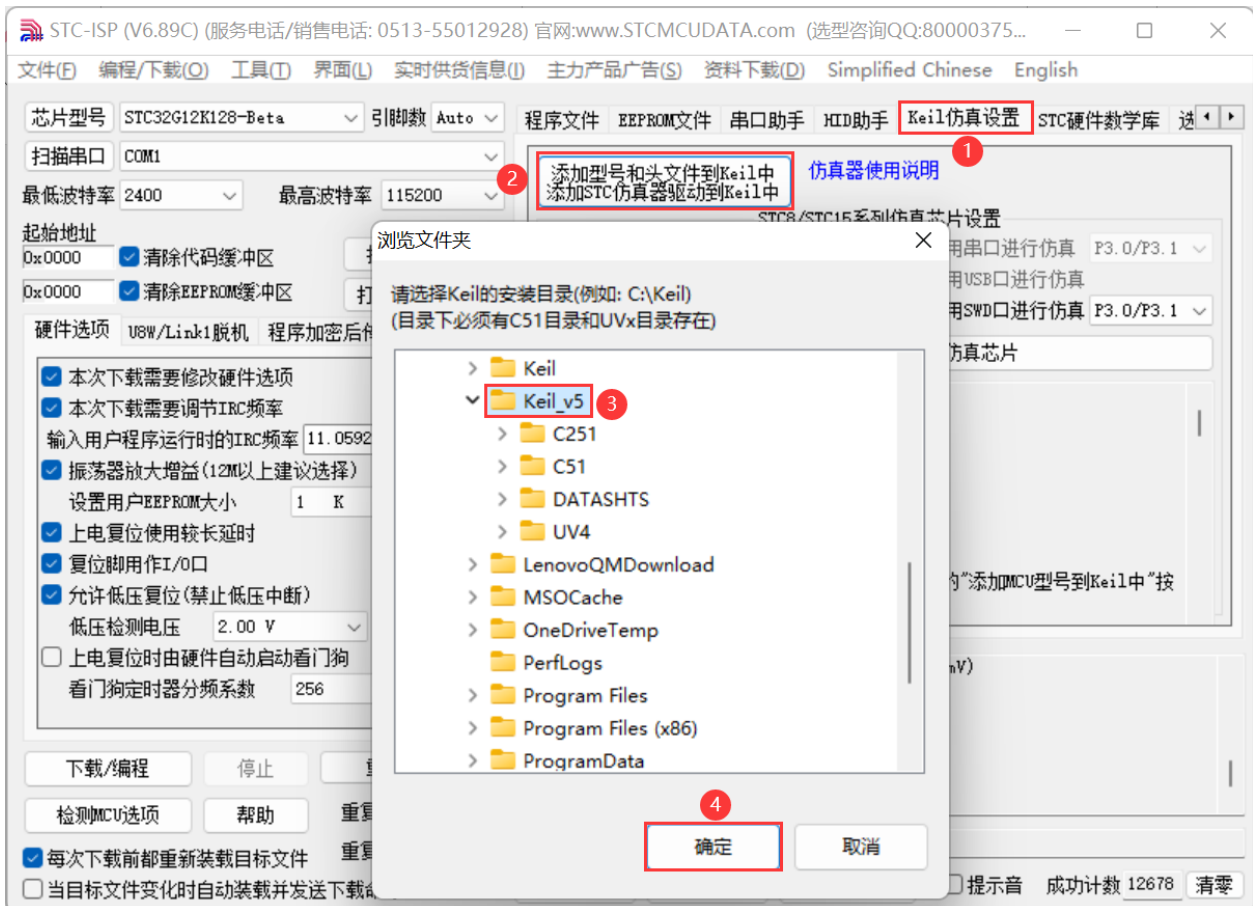 STC-ISP (V6.89C) (服务电话/销售电话: 0513-55012928) 官网:www.STCMCUDATA.com (选型咨询QQ:80000375...
文件(F) 编程/下载(O) 工具(T) 界面(L) 实时供货信息(I) 主力产品广告(S) 资料下载(D) Simplified Chinese English
芯片型号 STC32G12K128-Beta 引脚数 Auto
扫描串口 COM1
最低波特率 2400 最高波特率 115200
起始地址
0x0000 清除代码缓冲区
0x0000 清除EEPROM缓冲区 打
硬件选项 U8W/Link1脱机 程序加密后传
本次下载需要修改硬件选项
本次下载需要调节IRC频率
输入用户程序运行时的IRC频率 11.0592
振荡器放大增益(12M以上建议选择)
设置用户EEPROM大小 1 K
上电复位使用较长延时
复位脚用作I/O口
允许低压复位(禁止低压中断)
低压检测电压 2.00 V
上电复位时由硬件自动启动看门狗
看门狗定时器分频系数 256
下载/编程 停止
检测MCU选项 帮助 重复
每次下载前都重新装载目标文件 重复
当目标文件变化时自动装载并发送下载命
程序文件 EEPROM文件 串口助手 HID助手 Keil仿真设置 STC硬件数学库 选
1
2
添加型号和头文件到Keil中
添加STC仿真器驱动到Keil中
仿真器使用说明
STC8/STC15系列仿真芯片设置
用串口进行仿真 P3.0/P3.1
用USB口进行仿真
用SWD口进行仿真 P3.0/P3.1
仿真芯片
的"添加MCU型号到Keil中"按
mV)
浏览文件夹
请选择Keil的安装目录(例如: C:\Keil)
(目录下必须有C51目录和UVx目录存在)
Keil
Keil_v5 3
C251
C51
DATASHTS
UV4
LenovoQMDownload
MSOCache
OneDriveTemp
PerfLogs
Program Files
Program Files (x86)
ProgramData
4
确定 取消
提示音 成功计数 12678 清零